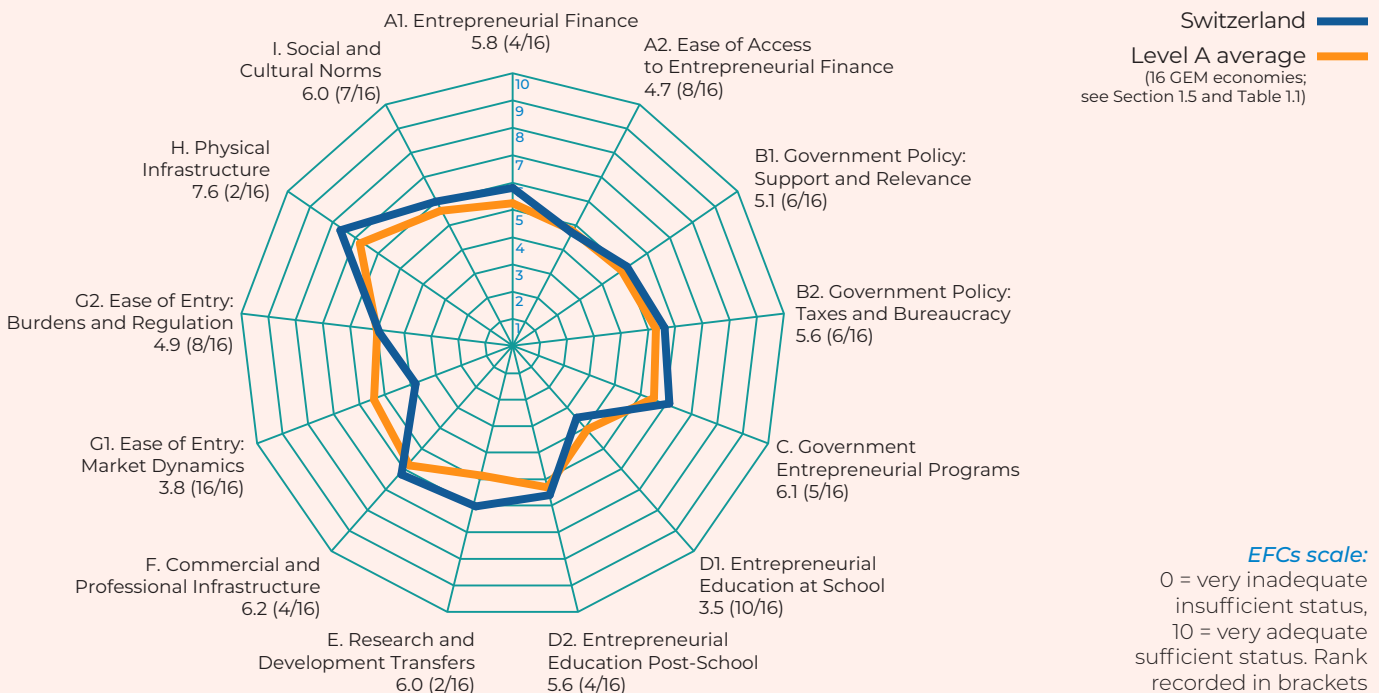 A1. Entrepreneurial Finance
5.8 (4/16)
A2. Ease of Access
to Entrepreneurial Finance
4.7 (8/16)
B1. Government Policy:
Support and Relevance
5.1 (6/16)
B2. Government Policy:
Taxes and Bureaucracy
5.6 (6/16)
C. Government
Entrepreneurial Programs
6.1 (5/16)
D1. Entrepreneurial
Education at School
3.5 (10/16)
D2. Entrepreneurial
Education Post-School
5.6 (4/16)
E. Research and
Development Transfers
6.0 (2/16)
F. Commercial and
Professional Infrastructure
6.2 (4/16)
G1. Ease of Entry:
Market Dynamics
3.8 (16/16)
G2. Ease of Entry:
Burdens and Regulation
4.9 (8/16)
H. Physical
Infrastructure
7.6 (2/16)
I. Social and
Cultural Norms
6.0 (7/16)
10
9
8
7
5
4
3
2
1
Switzerland
Level A average
(16 GEM economies;
see Section 1.5 and Table 1.1)
EFCs scale:
0 = very inadequate
insufficient status,
10 = very adequate
sufficient status. Rank
recorded in brackets